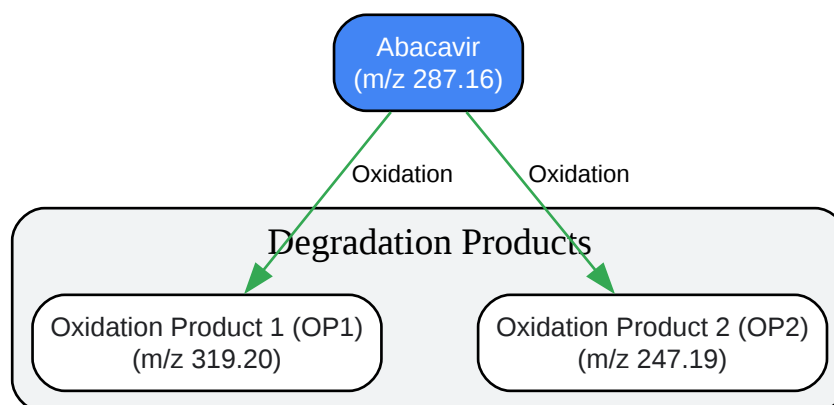 Abacavir
(m/z 287.16)
Oxidation
Oxidation
Degradation Products
Oxidation Product 1 (OP1)
(m/z 319.20)
Oxidation Product 2 (OP2)
(m/z 247.19)